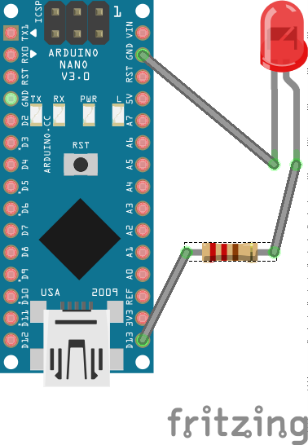 ICSP
1
TX1
RX0
RST
GND
D2
D3
D4
D5
D6
D7
D8
D9
D10
D11
D12
VIN
GND
RST
5V
A7
A6
A5
A4
A3
A2
A1
A0
REF
3V3
D13
ARDUINO
NANO
V3.0
TX RX PWR L
ARDUINO.CC
RST
USA 2009
fritzing